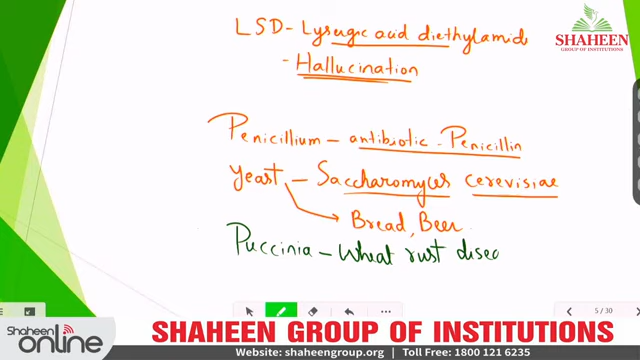 LSD - Lysergic acid diethylamide
- Hallucination
SHAHEEN
GROUP OF INSTITUTIONS
Penicillium - antibiotic - Penicillin
Yeast - Saccharomyces cerevisiae
Bread, Beer
Puccinia - Wheat rust disea
5 / 30
Shaheen
online
SHAHEEN GROUP OF INSTITUTIONS
Website: shaheengroup.org | Toll Free: 1800 121 6235